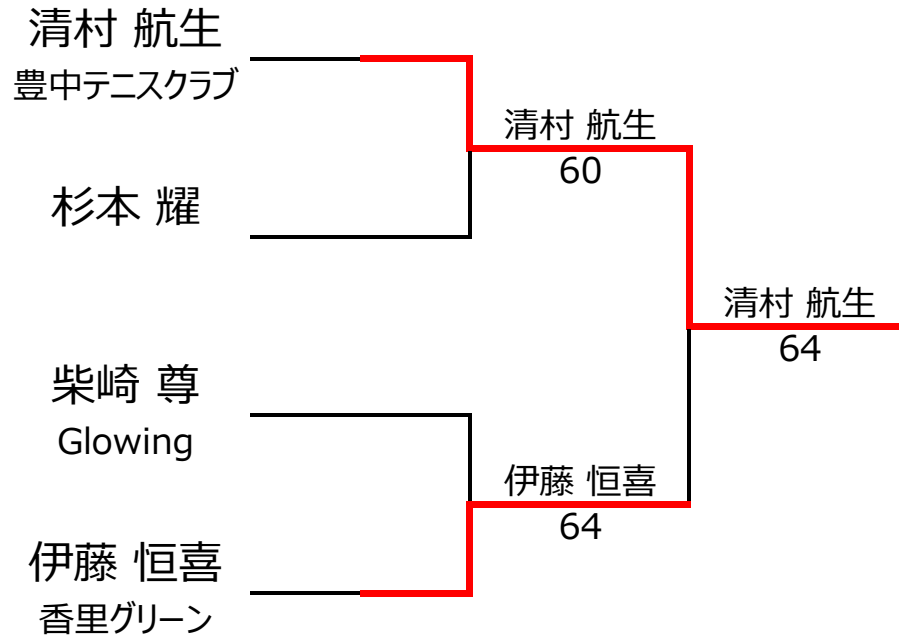 清村 航生
豊中テニスクラブ
清村 航生
60
杉本 耀
清村 航生
64
柴崎 尊
Glowing
伊藤 恒喜
64
伊藤 恒喜
香里グリーン